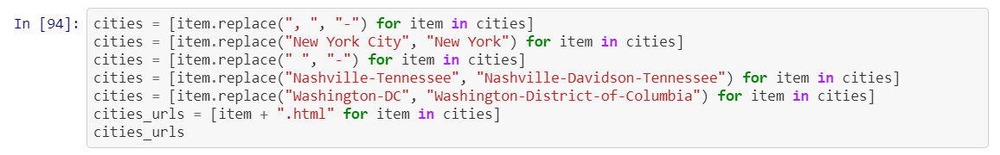 In [94]: cities = [item.replace(", ", "-") for item in cities]
cities = [item.replace("New York City", "New York") for item in cities]
cities = [item.replace(" ", "-") for item in cities]
cities = [item.replace("Nashville-Tennessee", "Nashville-Davidson-Tennessee") for item in cities]
cities = [item.replace("Washington-DC", "Washington-District-of-Columbia") for item in cities]
cities_urls = [item + ".html" for item in cities]
cities_urls